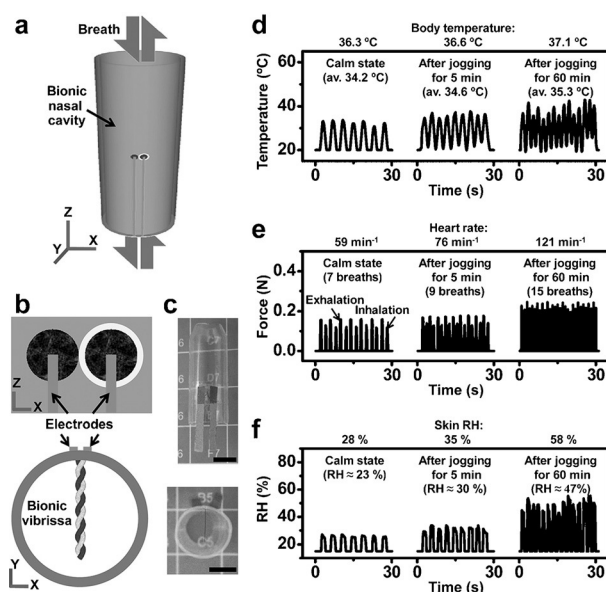 a
Breath
Bionic
nasal
cavity
Z
Y
X
b
c
Z
X
Electrodes
Bionic
vibrissa
Y
X
d
Body temperature:
36.3 ºC 36.6 ºC 37.1 ºC
Calm state
(av. 34.2 ºC)
After jogging
for 5 min
(av. 34.6 ºC)
After jogging
for 60 min
(av. 35.3 ºC)
Temperature (ºC)
60
40
20
0 30 0 30 0 30
Time (s) Time (s)
e
Heart rate:
59 min-1 76 min-1 121 min-1
Calm state
(7 breaths)
After jogging
for 5 min
(9 breaths)
After jogging
for 60 min
(15 breaths)
Exhalation
Inhalation
Force (N)
0.4
0.2
0.0
0 30 0 30 0 30
Time (s) Time (s)
f
Skin RH:
28 % 35 % 58 %
Calm state
(RH ≈ 23 %)
After jogging
for 5 min
(RH ≈ 30 %)
After jogging
for 60 min
(RH ≈ 47%)
RH (%)
80
60
40
20
0 30 0 30 0 30
Time (s) Time (s)